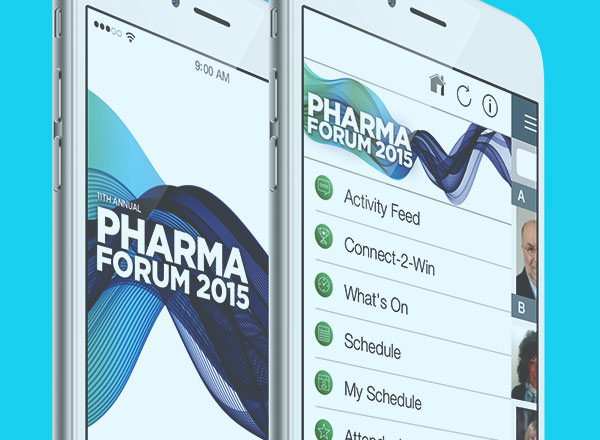 9:00 AM
11TH ANNUAL
PHARMA
FORUM 2015
PHARMA
FORUM 2015
Activity Feed
Connect-2-Win
What's On
Schedule
My Schedule
A
B